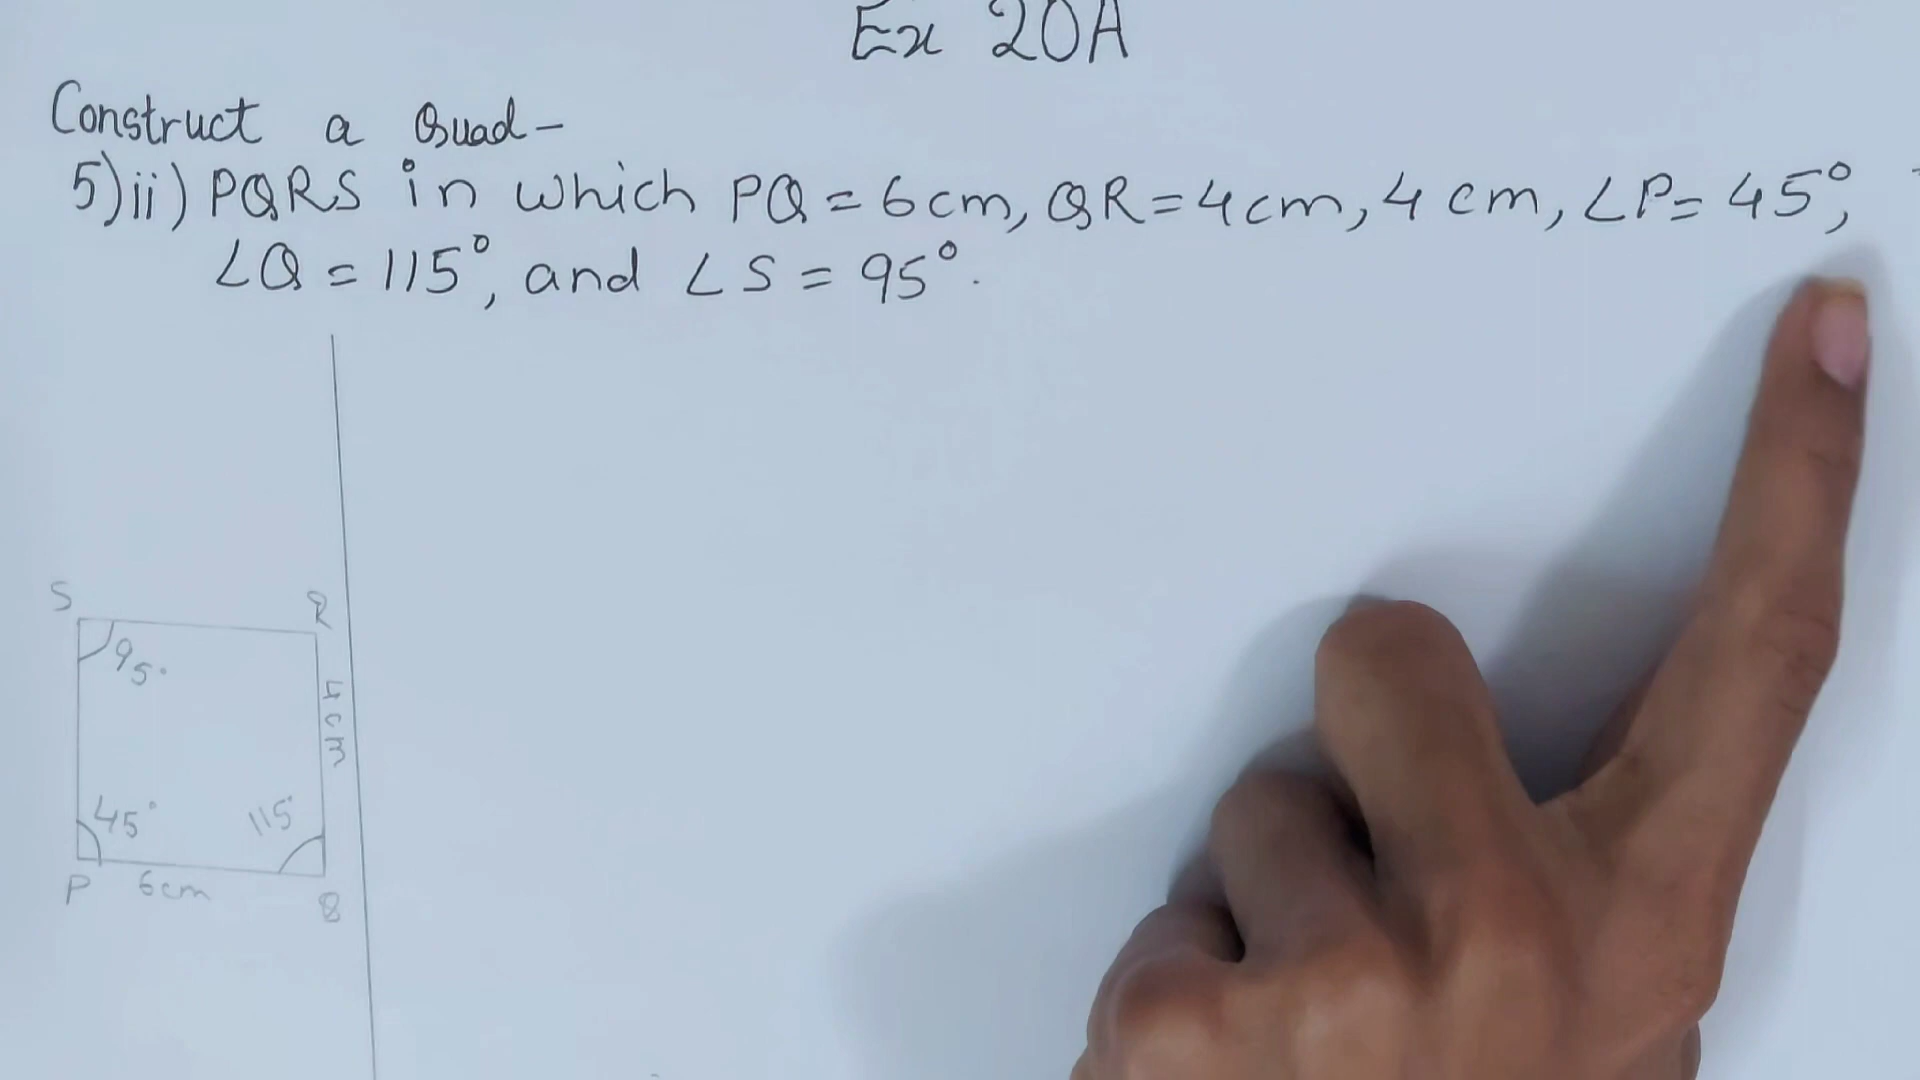 Ex 20A
Construct a Quad-
5)ii) PQRS in which PQ = 6cm, QR = 4cm, 4 cm, ∠P = 45°,
∠Q = 115°, and ∠S = 95°.
S R
95°
4cm
45° 115°
P 6cm Q